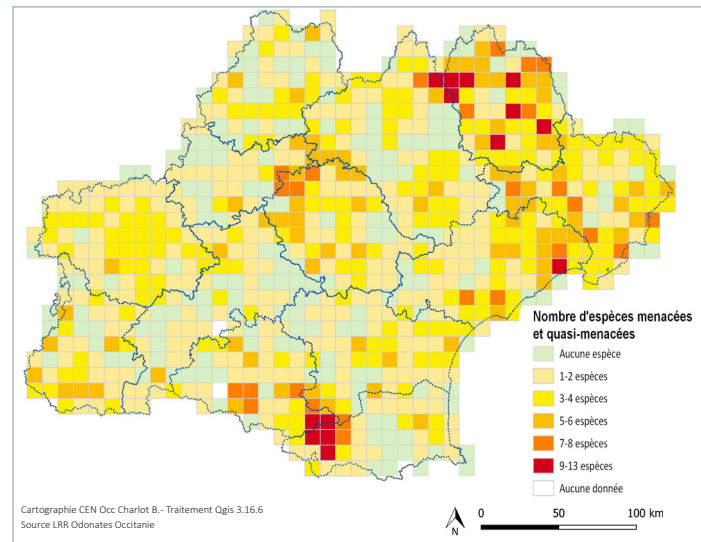 Nombre d'espèces menacées
et quasi-menacées
Aucune espèce
1-2 espèces
3-4 espèces
5-6 espèces
7-8 espèces
9-13 espèces
Aucune donnée
Cartographie CEN Occ Charlot B.- Traitement Qgis 3.16.6
Source LRR Odonates Occitanie
N
0 50 100 km